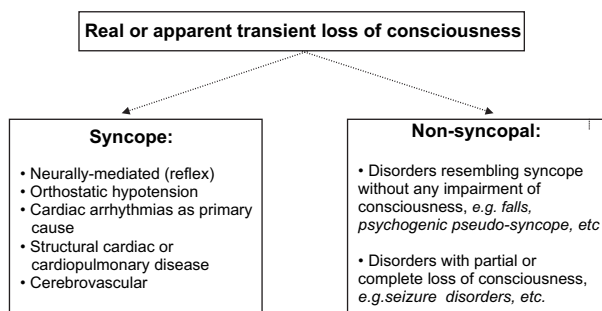 Real or apparent transient loss of consciousness
Syncope:
• Neurally-mediated (reflex)
• Orthostatic hypotension
• Cardiac arrhythmias as primary
cause
• Structural cardiac or
cardiopulmonary disease
• Cerebrovascular
Non-syncopal:
• Disorders resembling syncope
without any impairment of
consciousness, e.g. falls,
psychogenic pseudo-syncope, etc
• Disorders with partial or
complete loss of consciousness,
e.g.seizure disorders, etc.